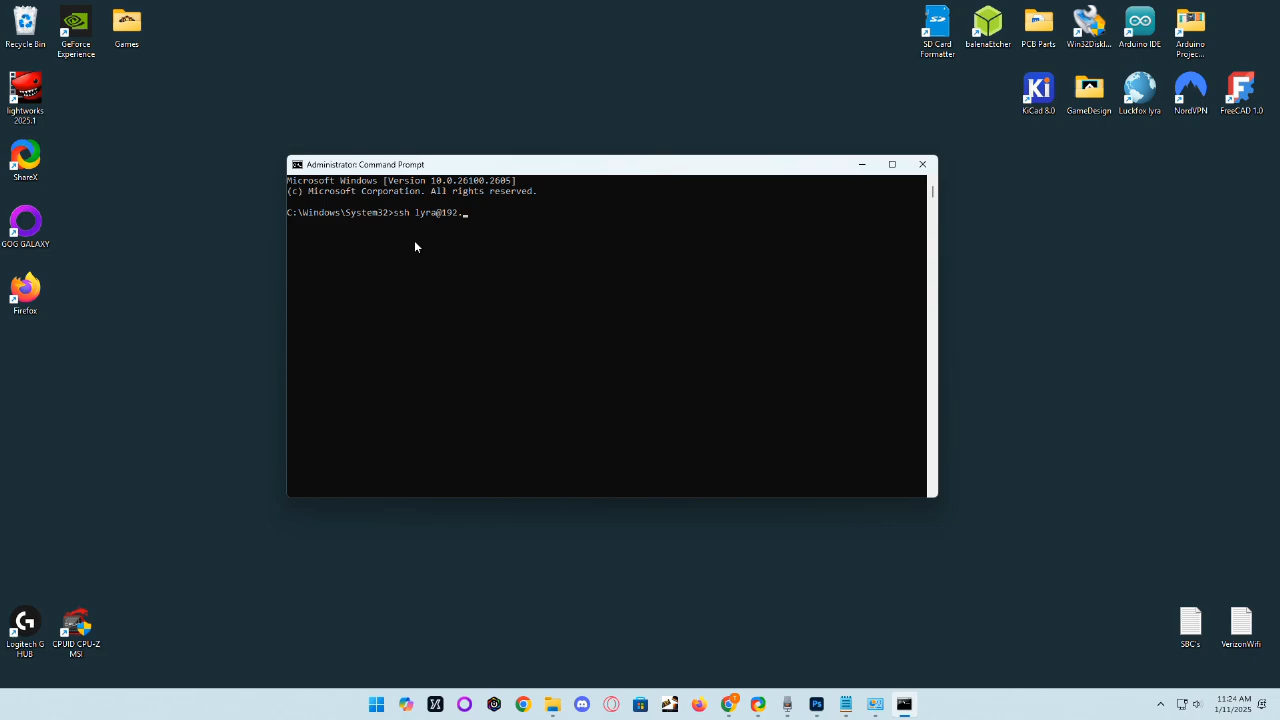 Recycle Bin
GeForce
Experience
Games
SD Card
Formatter
balenaEtcher
PCB Parts
Win32Diskl...
Arduino IDE
Arduino
Projec...
lightworks
2025.1
KiCad 8.0
GameDesign
Luckfox lyra
NordVPN
FreeCAD 1.0
ShareX
GOG GALAXY
Firefox
Administrator: Command Prompt
Microsoft Windows [Version 10.0.26100.2605]
(c) Microsoft Corporation. All rights reserved.
C:\Windows\System32>ssh lyra@192._
Logitech G
HUB
CPUID CPU-Z
MSI
SBC's
VerizonWifi
11:24 AM
1/11/2025